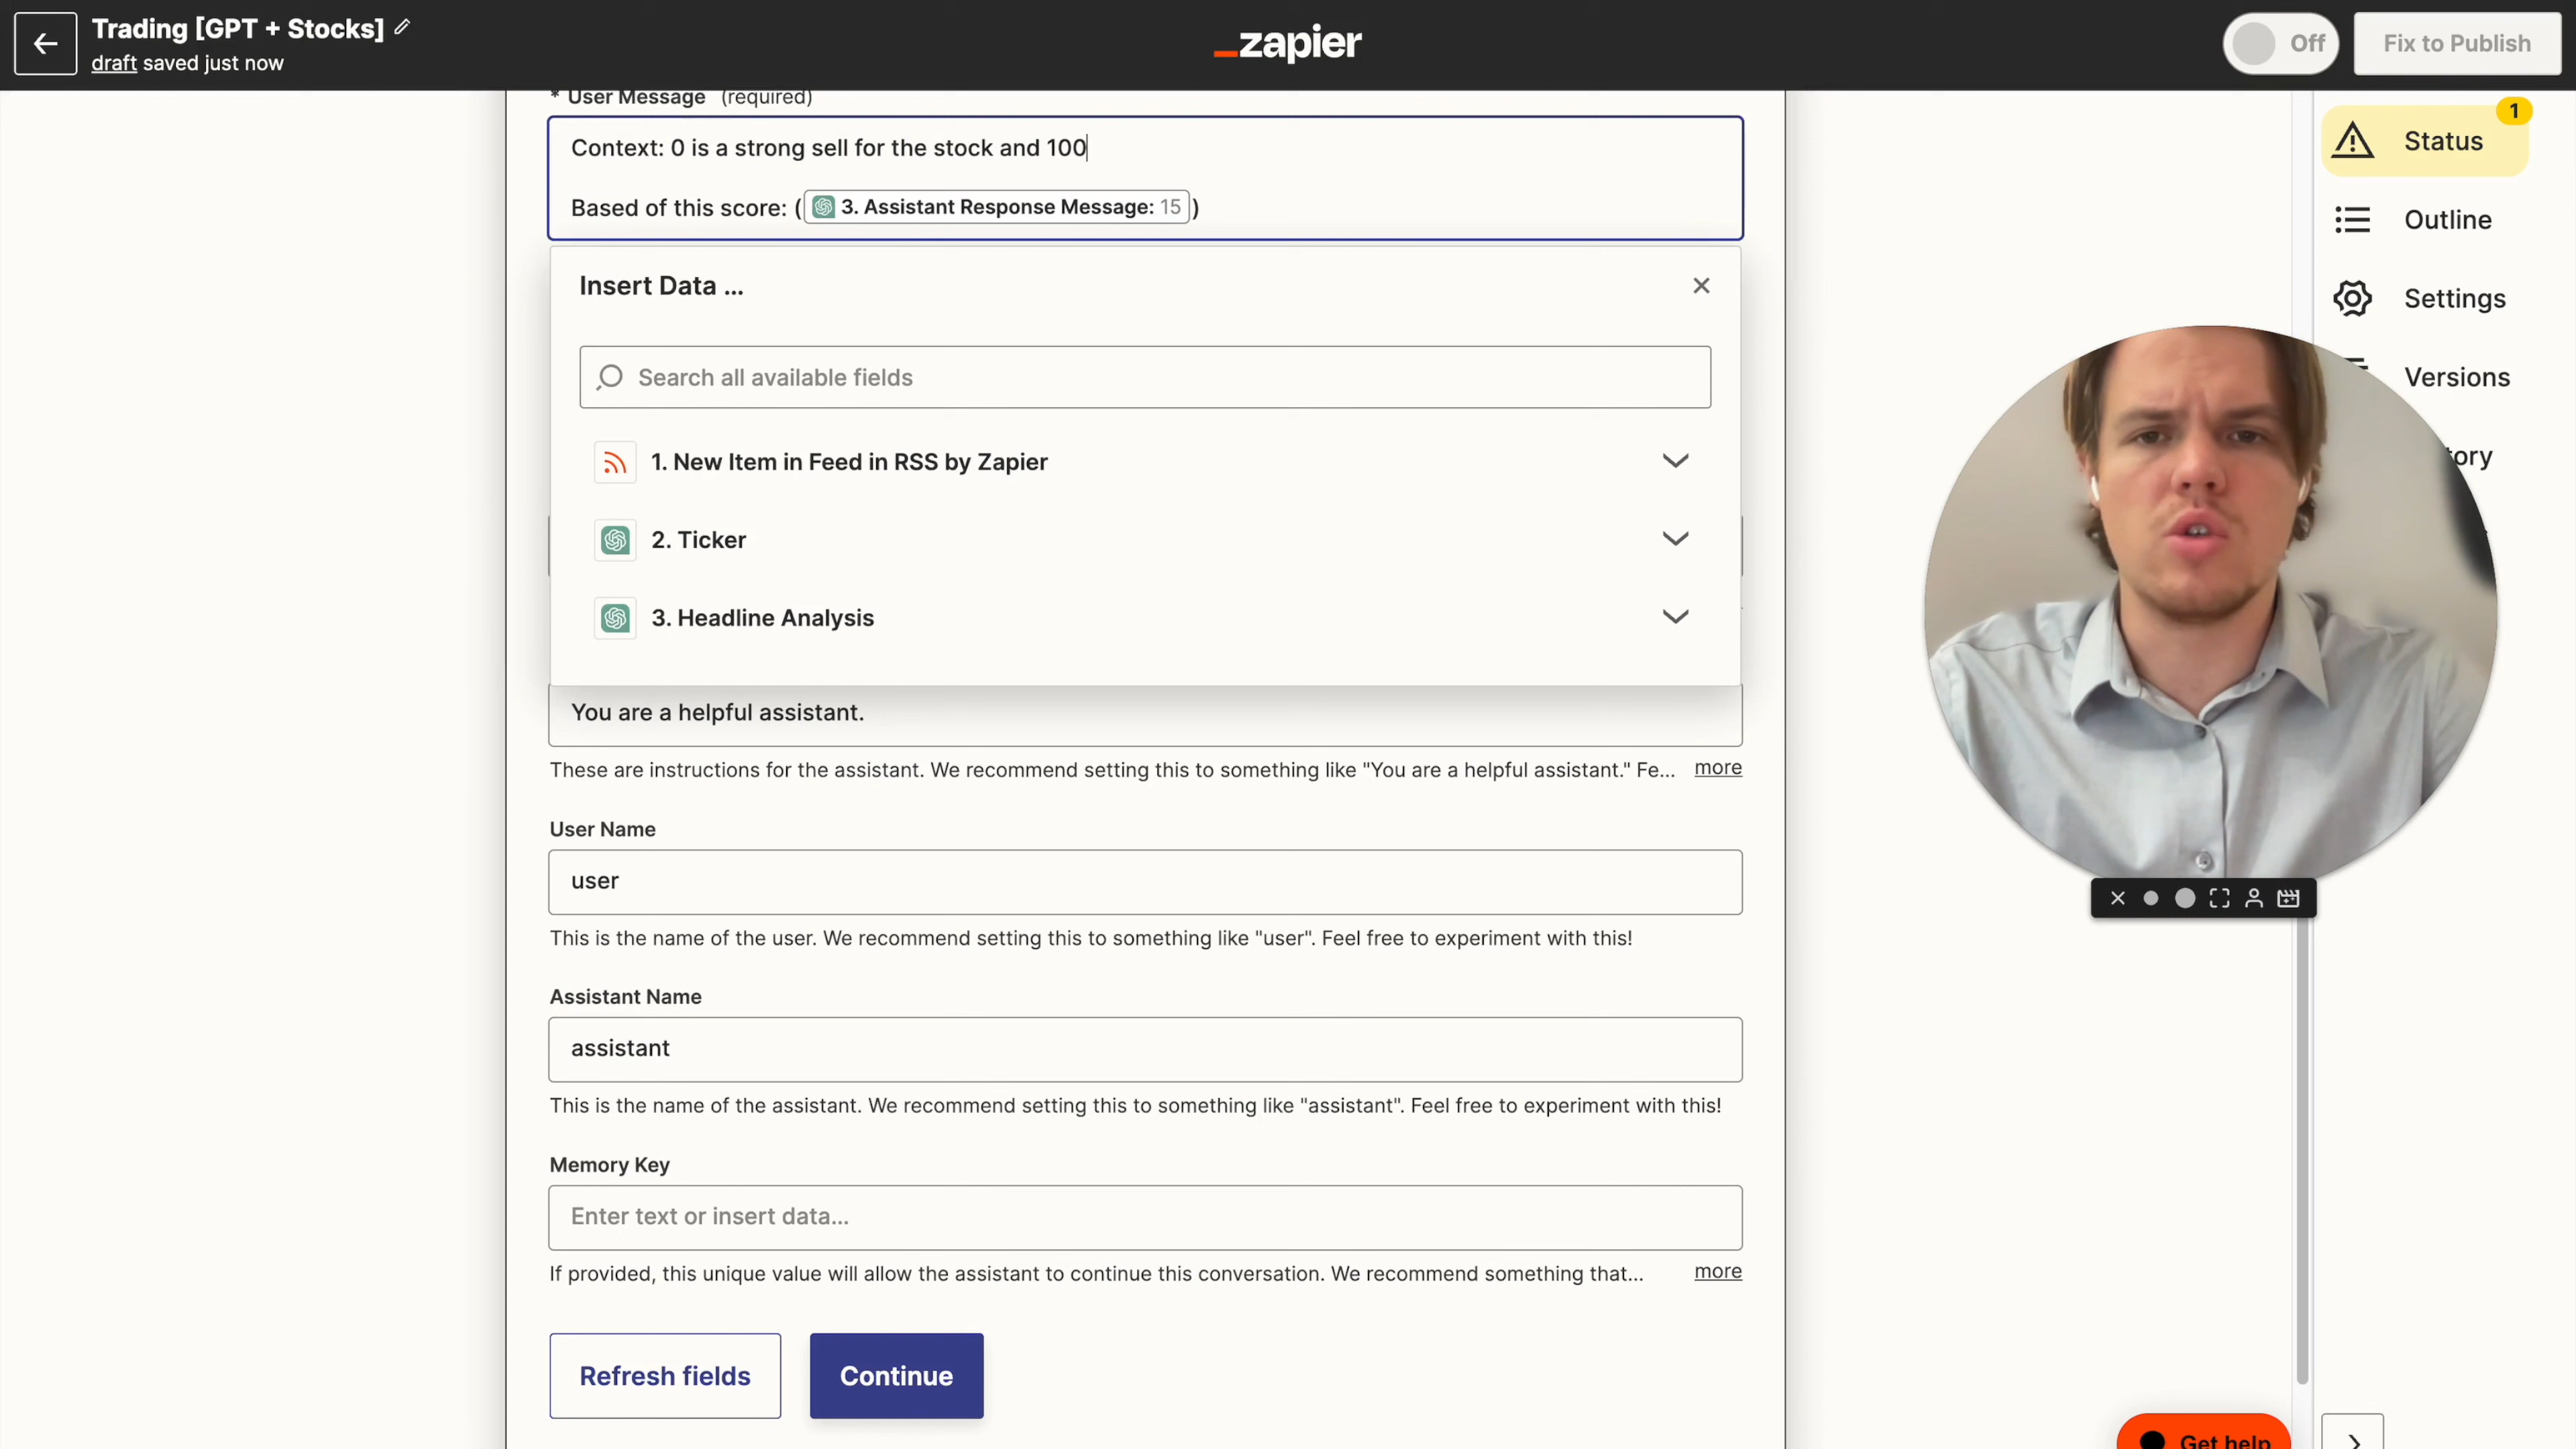 Trading [GPT + Stocks]
draft saved just now
zapier
Off
Fix to Publish
* User Message (required)
Context: 0 is a strong sell for the stock and 100
Based of this score: ( 3. Assistant Response Message: 15 )
Insert Data ...
Search all available fields
1. New Item in Feed in RSS by Zapier
2. Ticker
3. Headline Analysis
You are a helpful assistant.
These are instructions for the assistant. We recommend setting this to something like "You are a helpful assistant." Fe... more
User Name
user
This is the name of the user. We recommend setting this to something like "user". Feel free to experiment with this!
Assistant Name
assistant
This is the name of the assistant. We recommend setting this to something like "assistant". Feel free to experiment with this!
Memory Key
Enter text or insert data...
If provided, this unique value will allow the assistant to continue this conversation. We recommend something that... more
Refresh fields
Continue
1
Status
Outline
Settings
Versions
Get help